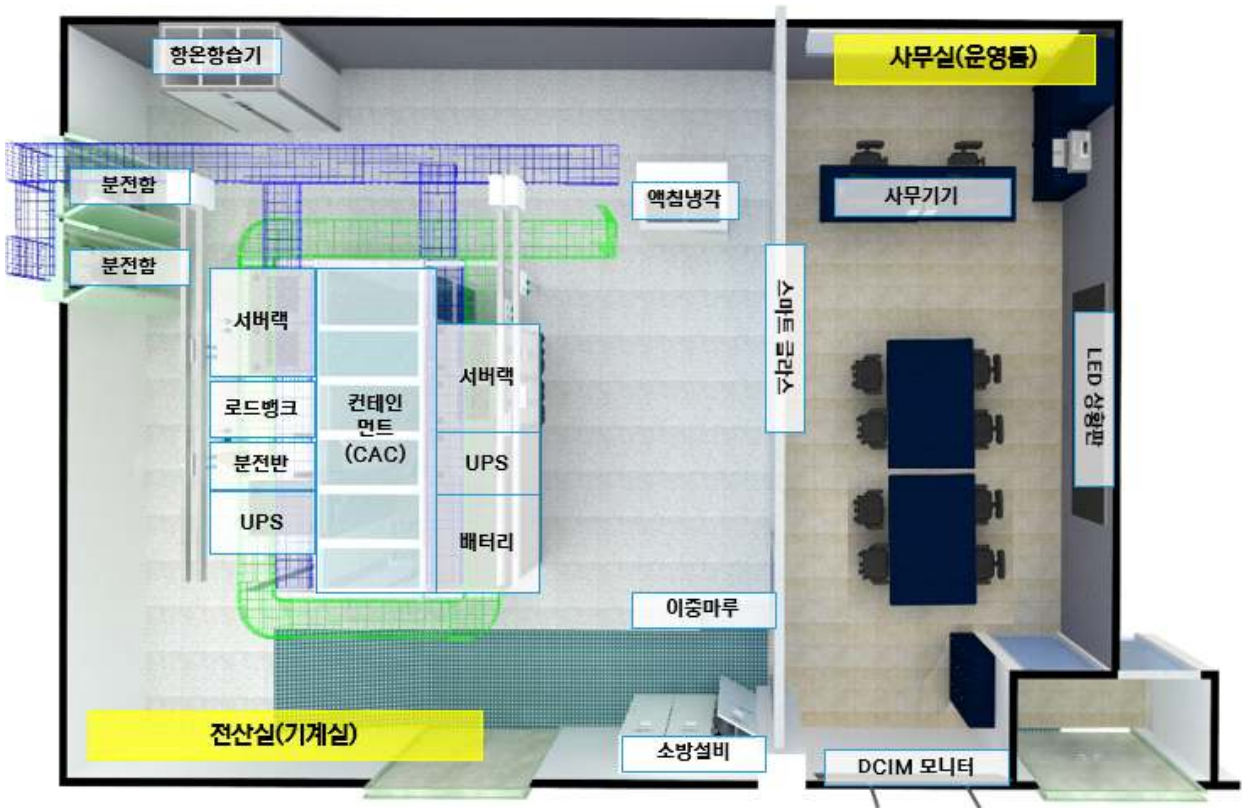 항온항습기
사무실(운영룸)
분전함
액침냉각
사무기기
분전함
서버랙
스마트 글라스
서버랙
LED 상황판
로드뱅크
컨테인
먼트
(CAC)
분전반
UPS
UPS
배터리
이중마루
전산실(기계실)
소방설비
DCIM 모니터